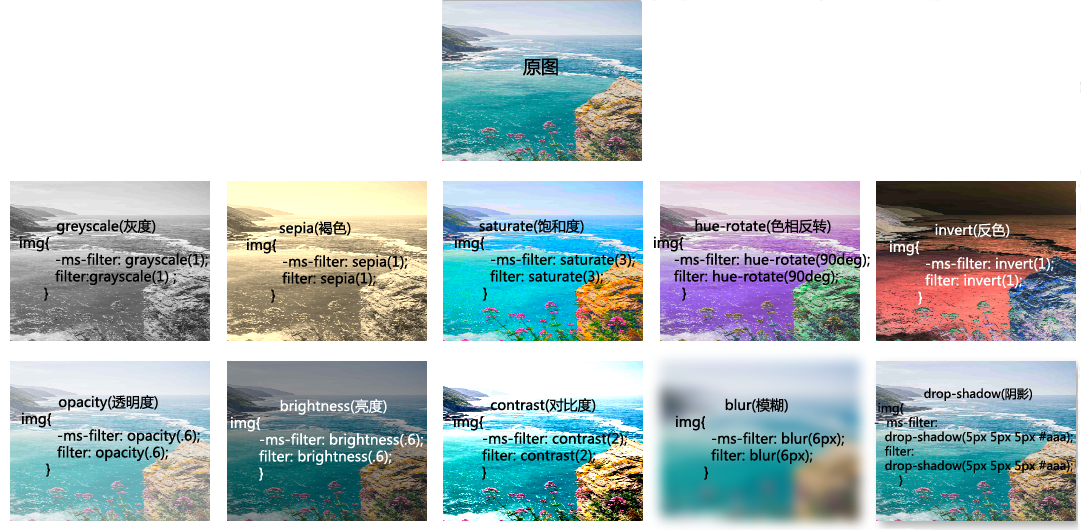 原图
greyscale(灰度)
img{
-ms-filter: grayscale(1);
filter:grayscale(1) ;
}
sepia(褐色)
img{
-ms-filter: sepia(1);
filter: sepia(1);
}
saturate(饱和度)
img{
-ms-filter: saturate(3);
filter: saturate(3);
}
hue-rotate(色相反转)
img{
-ms-filter: hue-rotate(90deg);
filter: hue-rotate(90deg);
}
invert(反色)
img{
-ms-filter: invert(1);
filter: invert(1);
}
opacity(透明度)
img{
-ms-filter: opacity(.6);
filter: opacity(.6);
}
brightness(亮度)
img{
-ms-filter: brightness(.6);
filter: brightness(.6);
}
contrast(对比度)
img{
-ms-filter: contrast(2);
filter: contrast(2);
}
blur(模糊)
img{
-ms-filter: blur(6px);
filter: blur(6px);
}
drop-shadow(阴影)
img{
-ms-filter:
drop-shadow(5px 5px 5px #aaa);
filter:
drop-shadow(5px 5px 5px #aaa);
}